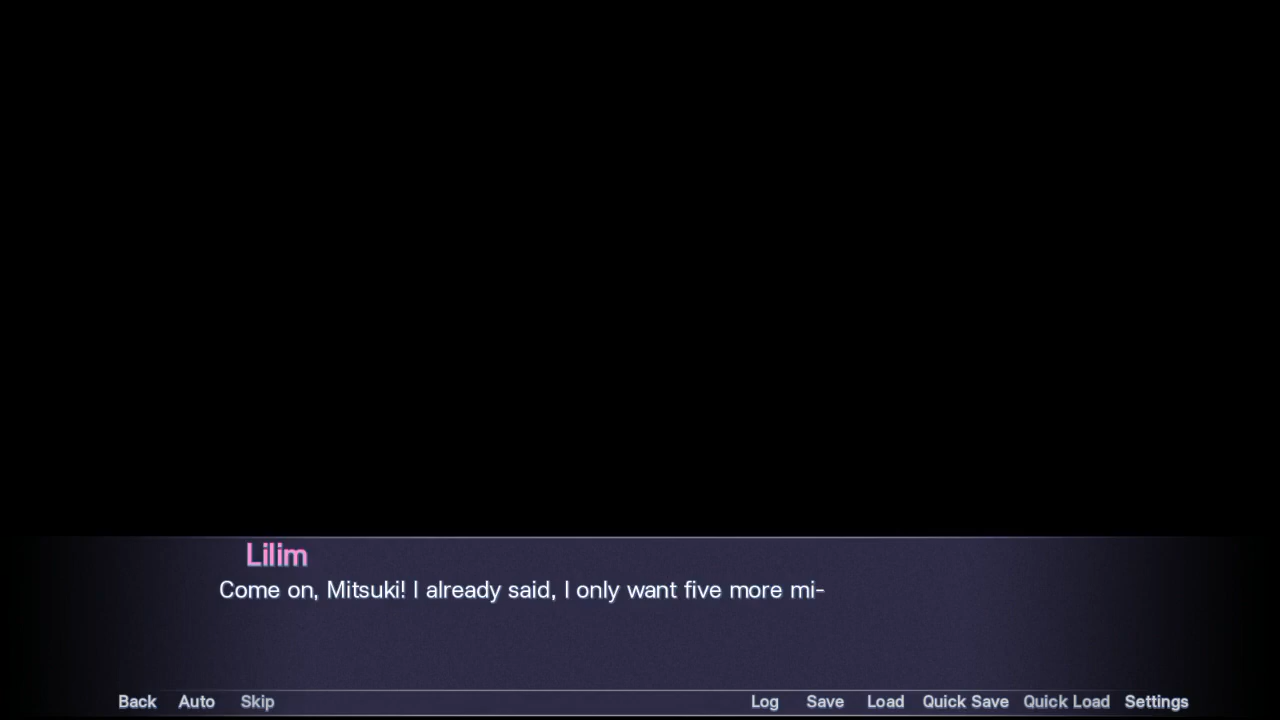 Lilim
Come on, Mitsuki! I already said, I only want five more mi-
Back Auto Skip Log Save Load Quick Save Quick Load Settings